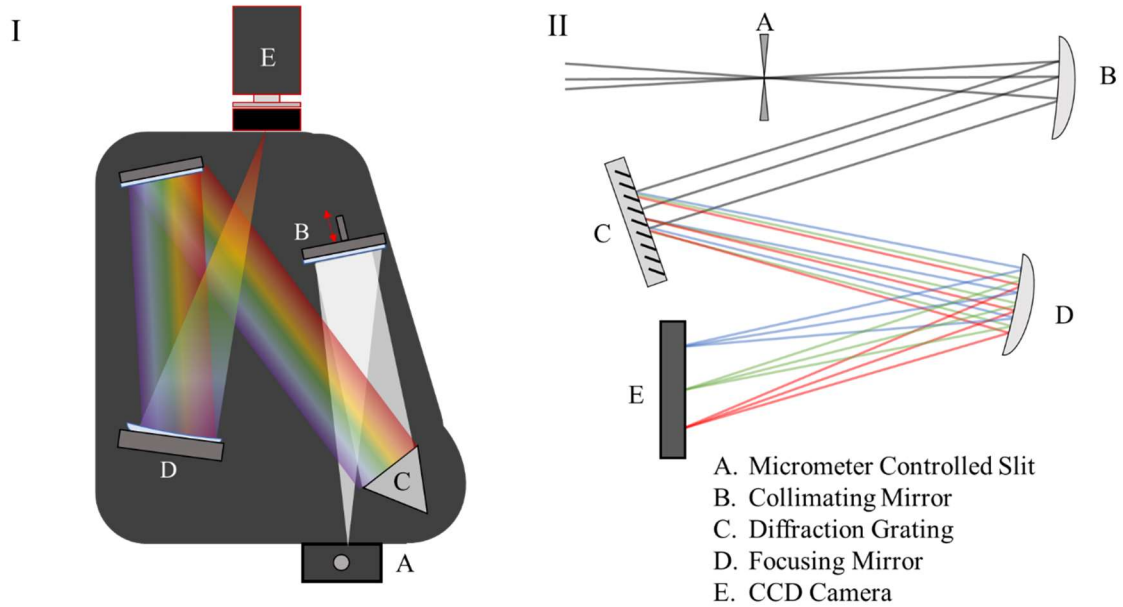 I
E
B
D
C
A
II
A
B
C
D
E
A. Micrometer Controlled Slit
B. Collimating Mirror
C. Diffraction Grating
D. Focusing Mirror
E. CCD Camera